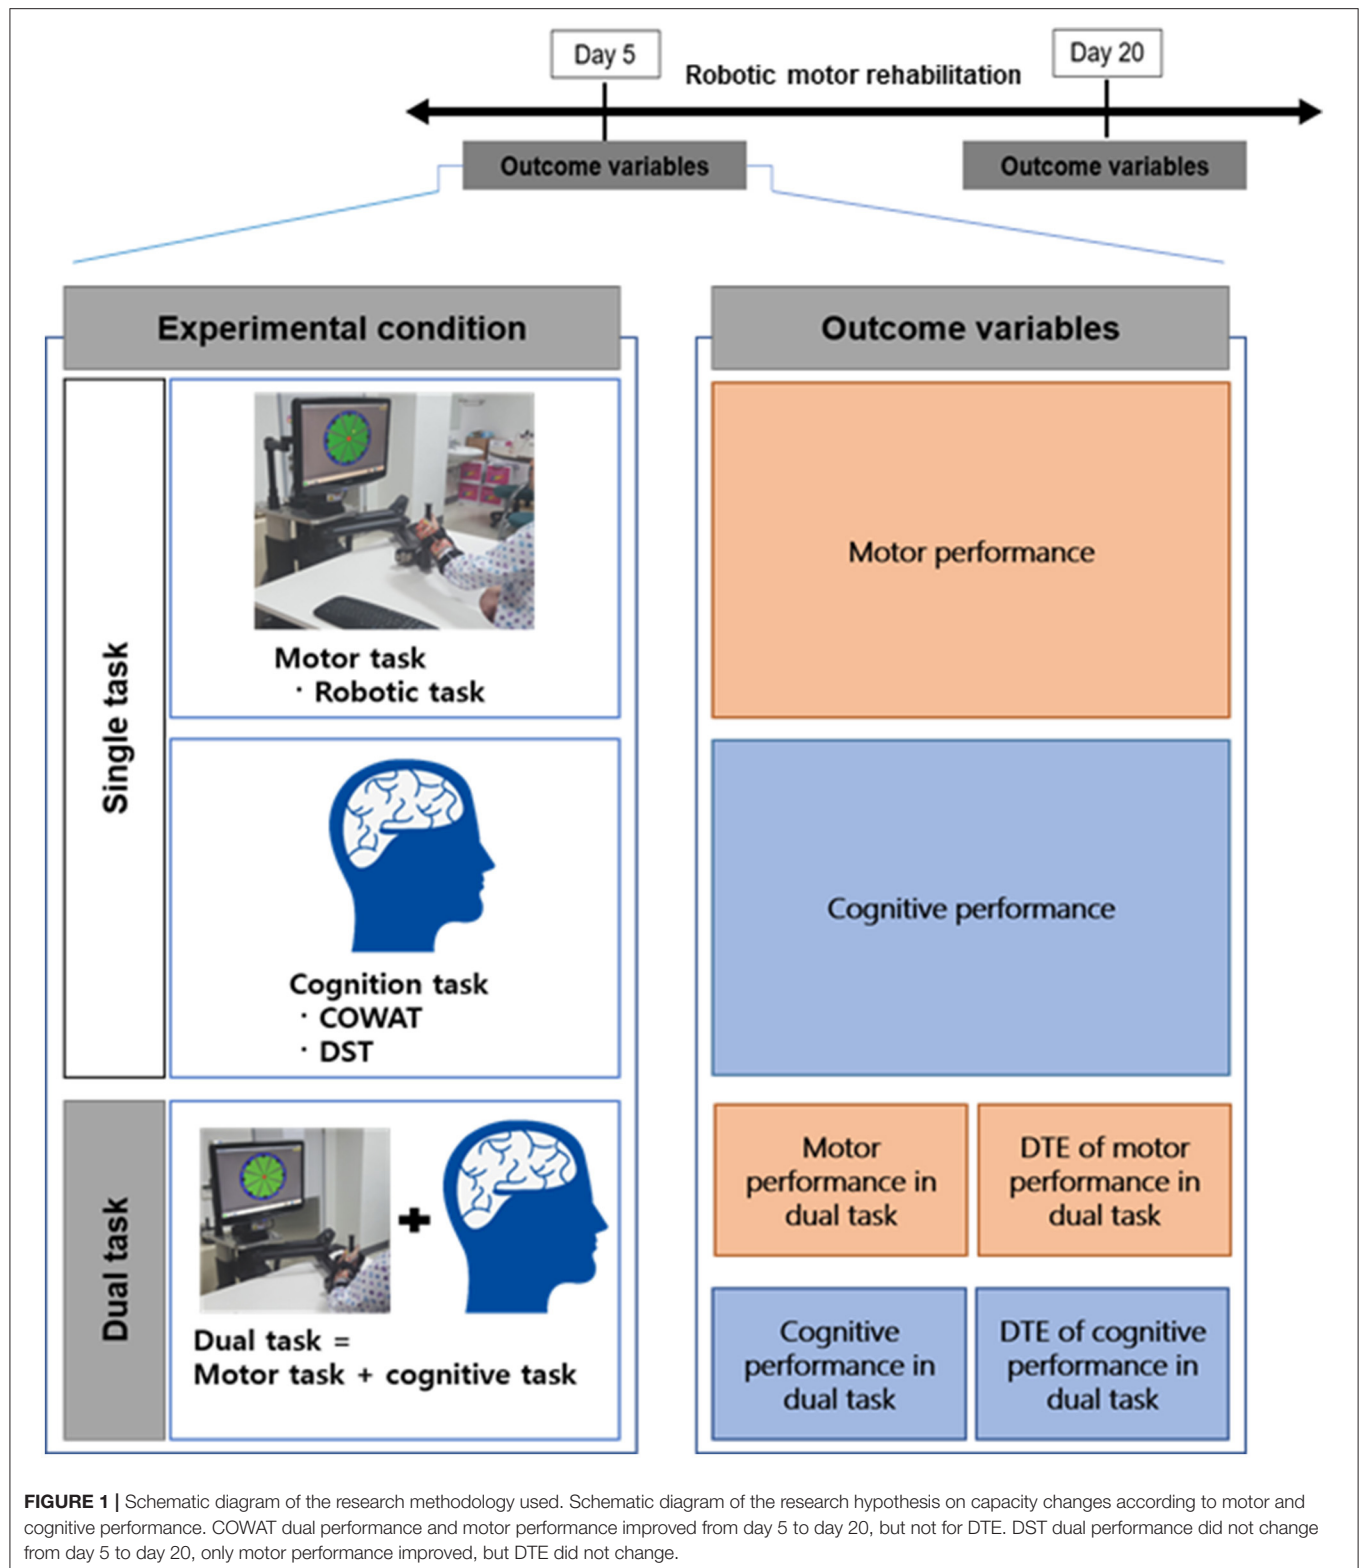 Day 5
Day 20
Robotic motor rehabilitation
Outcome variables
Outcome variables
Experimental condition
Outcome variables
Single task
Motor task
· Robotic task
Motor performance
Cognition task
· COWAT
· DST
Cognitive performance
Dual task
Dual task =
Motor task + cognitive task
Motor
performance in
dual task
DTE of motor
performance in
dual task
Cognitive
performance in
dual task
DTE of cognitive
performance in
dual task
FIGURE 1 | Schematic diagram of the research methodology used. Schematic diagram of the research hypothesis on capacity changes according to motor and
cognitive performance. COWAT dual performance and motor performance improved from day 5 to day 20, but not for DTE. DST dual performance did not change
from day 5 to day 20, only motor performance improved, but DTE did not change.